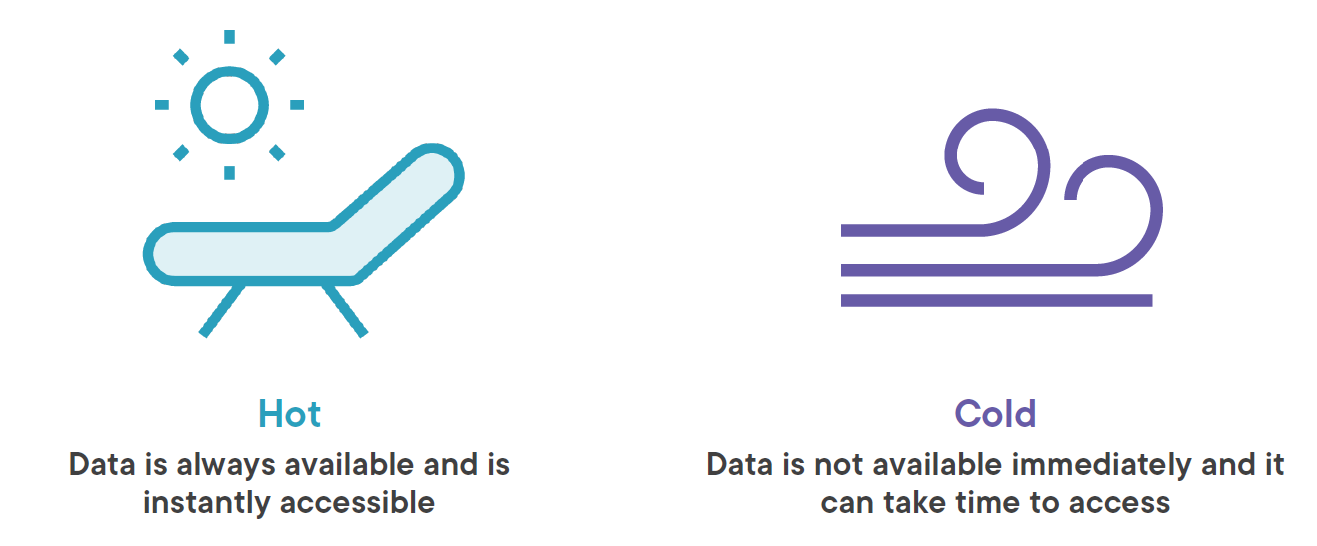 Hot
Data is always available and is
instantly accessible
Cold
Data is not available immediately and it
can take time to access